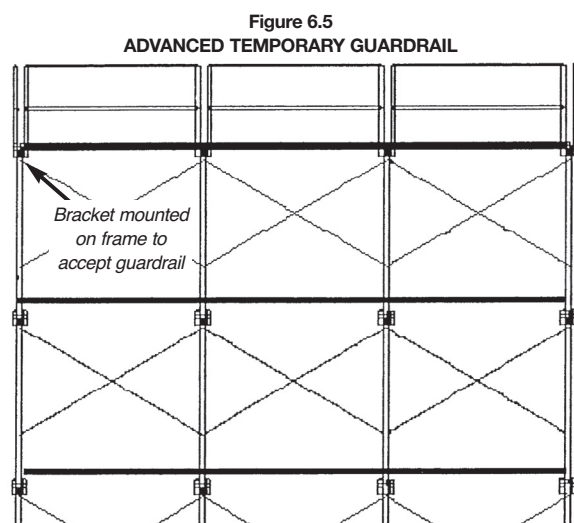 Figure 6.5
ADVANCED TEMPORARY GUARDRAIL
Bracket mounted
on frame to
accept guardrail